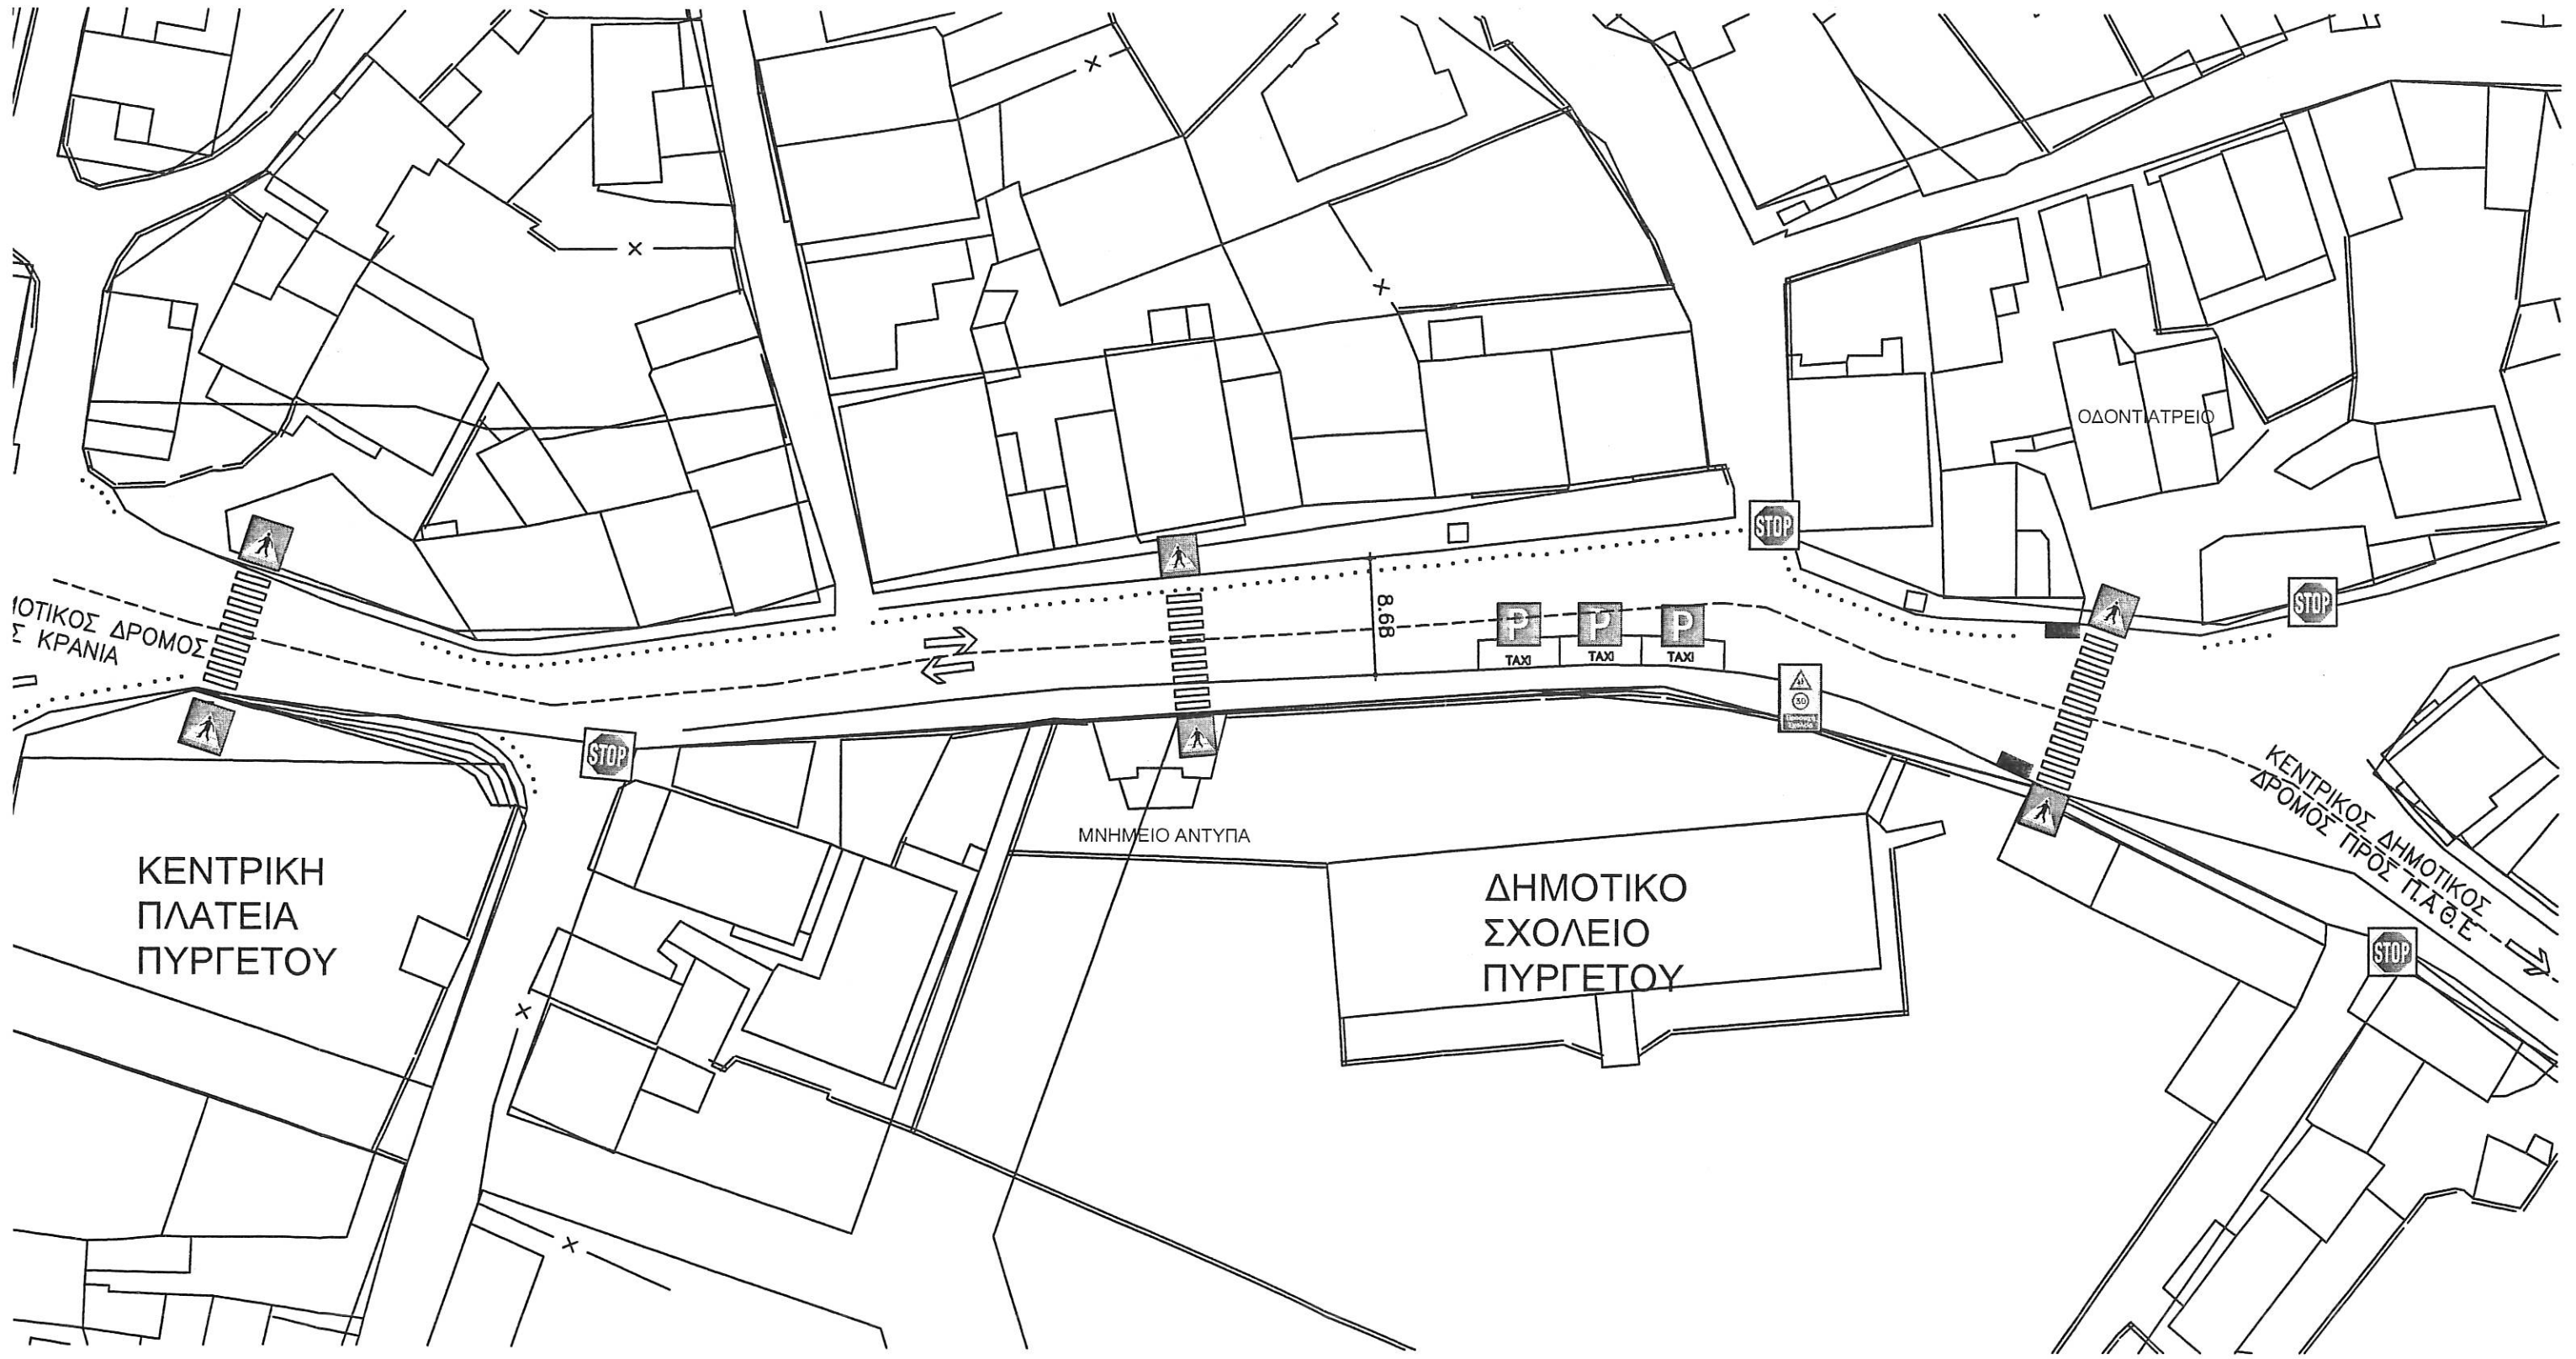 ΟΔΟΝΤΙΑΤΡΕΙΟ
STOP
STOP
8.68
P
P
P
TAXI
TAXI
TAXI
ΔΡΟΜΟΣ
ΚΡΑΝΙΑ
30
STOP
ΜΝΗΜΕΙΟ ΑΝΤΥΠΑ
ΚΕΝΤΡΙΚΟΣ ΔΗΜΟΤΙΚΟΣ
ΔΡΟΜΟΣ ΠΡΟΣ Π.Α.Θ.Ε.
ΚΕΝΤΡΙΚΗ
ΠΛΑΤΕΙΑ
ΠΥΡΓΕΤΟΥ
ΔΗΜΟΤΙΚΟ
ΣΧΟΛΕΙΟ
ΠΥΡΓΕΤΟΥ
STOP